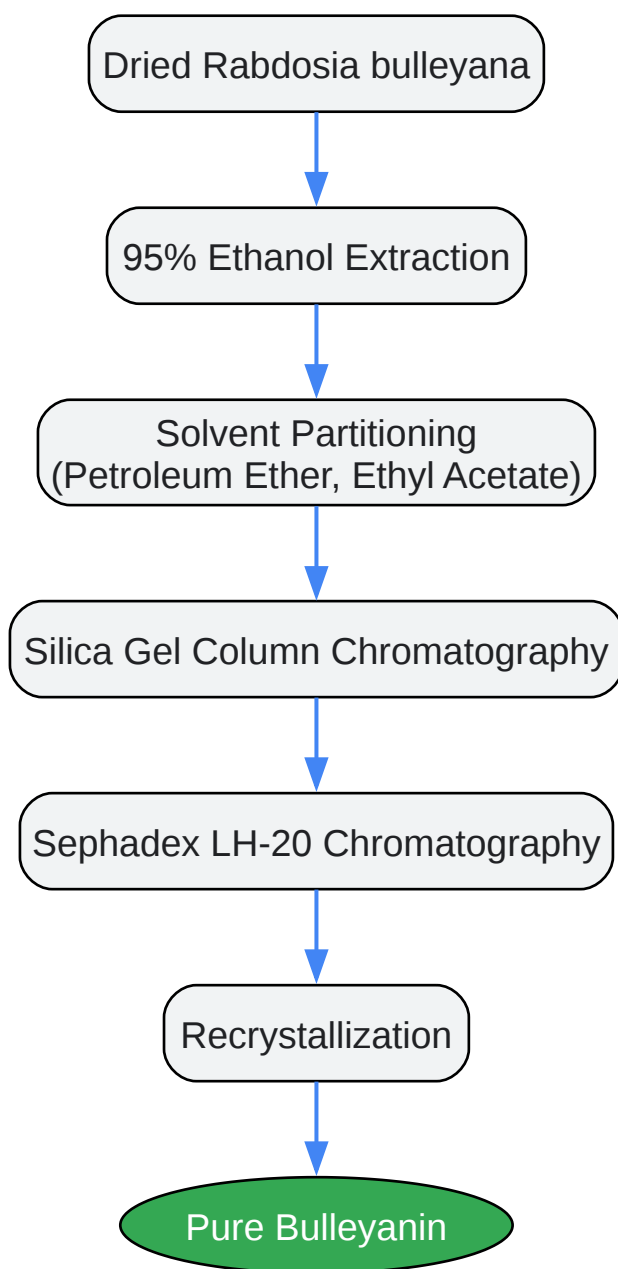 Dried Rabdosia bulleyana
95% Ethanol Extraction
Solvent Partitioning
(Petroleum Ether, Ethyl Acetate)
Silica Gel Column Chromatography
Sephadex LH-20 Chromatography
Recrystallization
Pure Bulleyanin